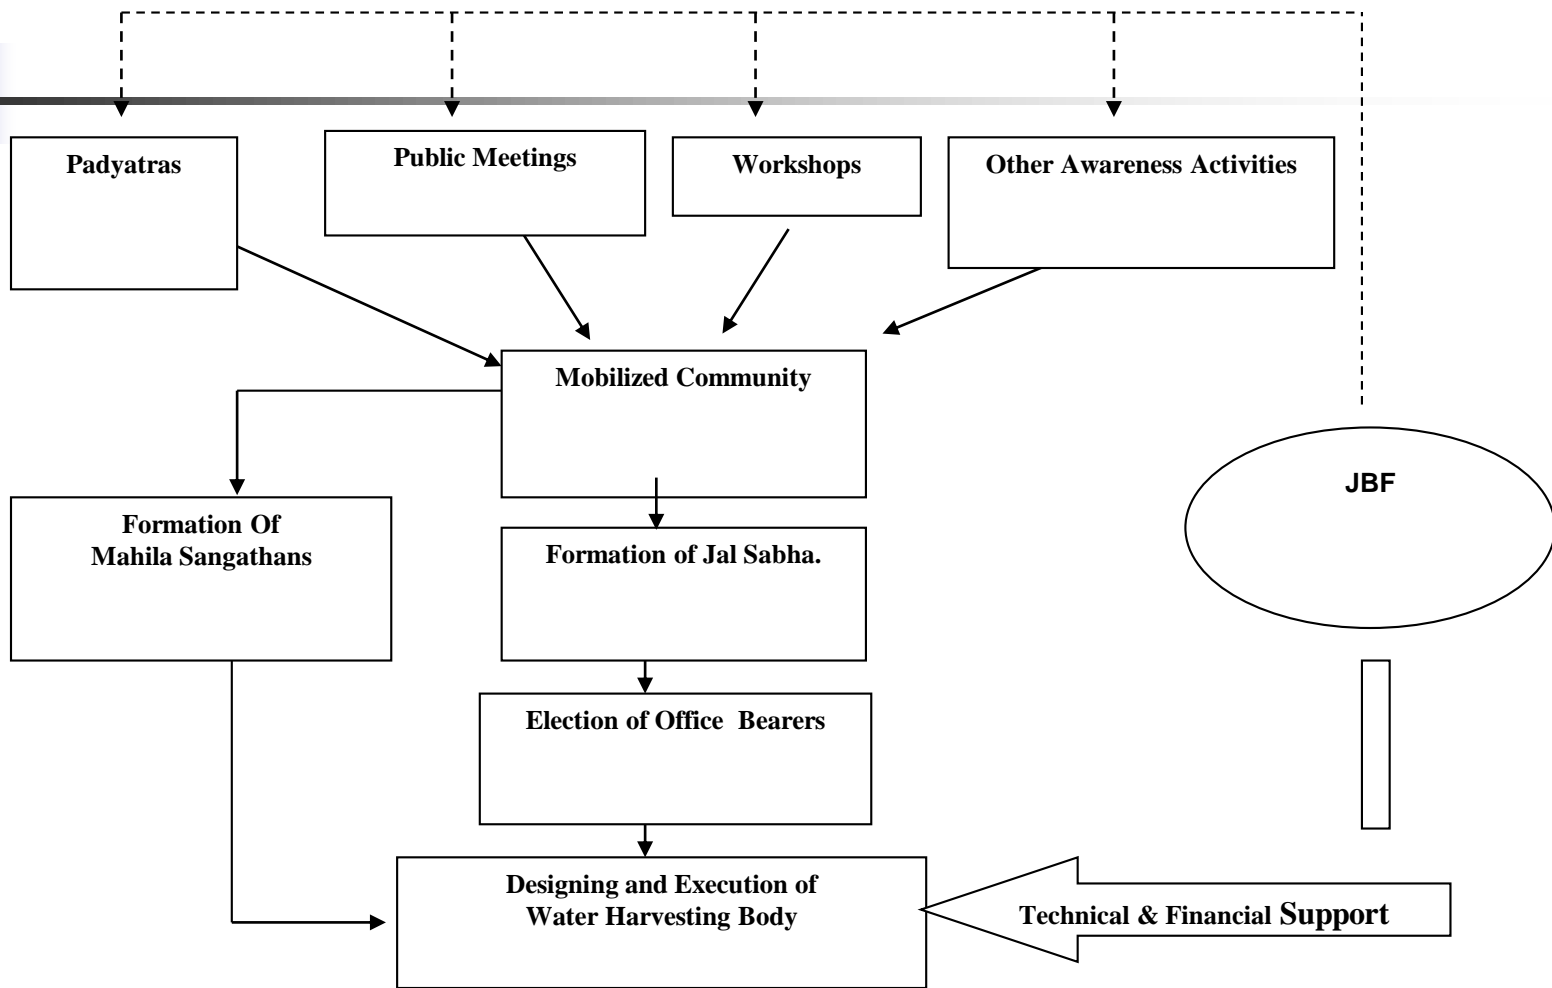 Padyatras
Public Meetings
Workshops
Other Awareness Activities
Mobilized Community
JBF
Formation Of
Mahila Sangathans
Formation of Jal Sabha.
Election of Office  Bearers
Designing and Execution of
Water Harvesting Body
Technical & Financial Support